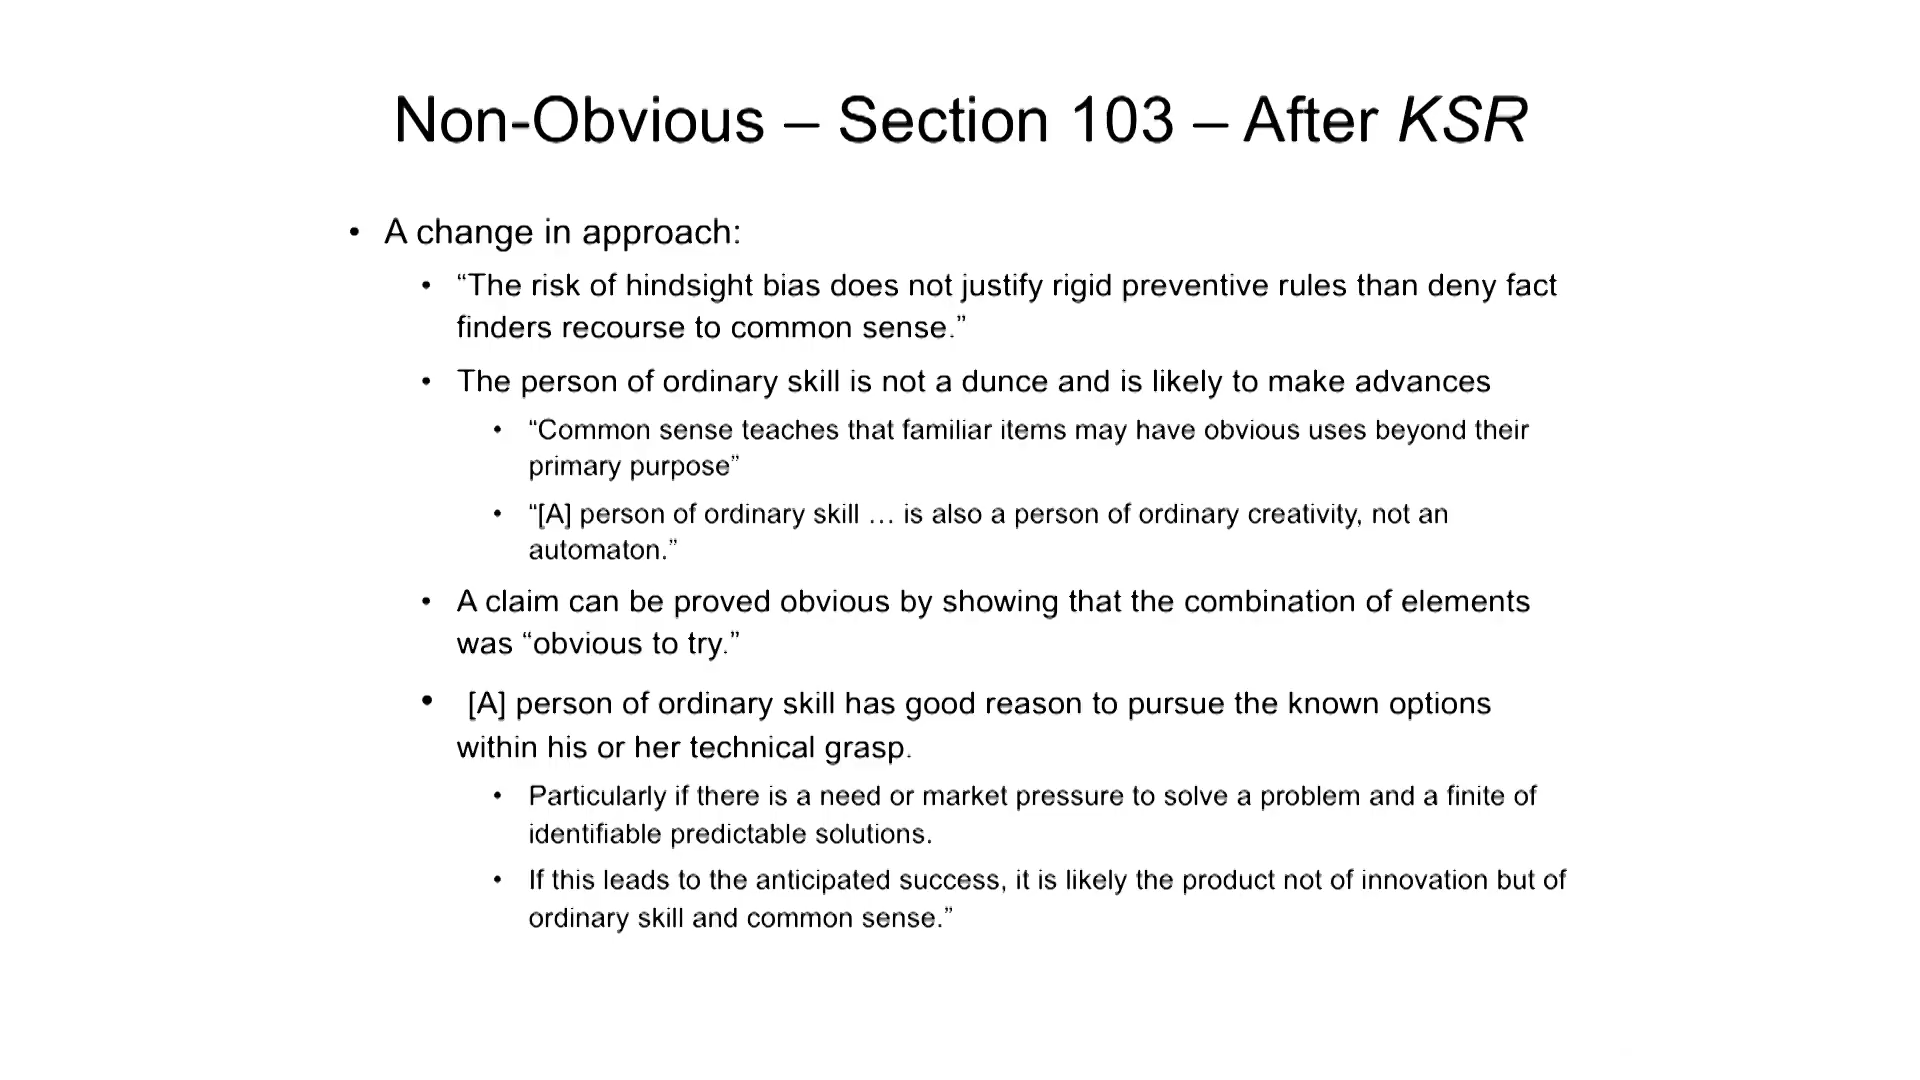 Non-Obvious – Section 103 – After KSR
• A change in approach:
• “The risk of hindsight bias does not justify rigid preventive rules than deny fact
finders recourse to common sense.”
• The person of ordinary skill is not a dunce and is likely to make advances
• “Common sense teaches that familiar items may have obvious uses beyond their
primary purpose”
• “[A] person of ordinary skill … is also a person of ordinary creativity, not an
automaton.”
• A claim can be proved obvious by showing that the combination of elements
was “obvious to try.”
• [A] person of ordinary skill has good reason to pursue the known options
within his or her technical grasp.
• Particularly if there is a need or market pressure to solve a problem and a finite of
identifiable predictable solutions.
• If this leads to the anticipated success, it is likely the product not of innovation but of
ordinary skill and common sense.”